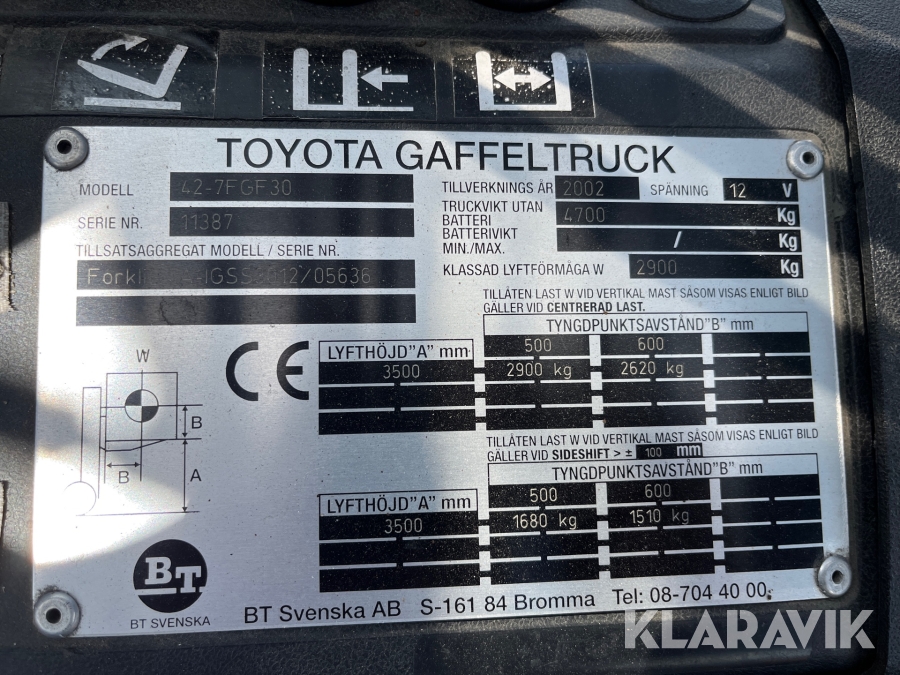 TOYOTA GAFFELTRUCK
MODELL 42-7FGF30
SERIE NR. 11387
TILLSATSAGGREGAT MODELL / SERIE NR.
05636
TILLVERKNINGS ÅR 2002 SPÄNNING 12 V
TRUCKVIKT UTAN BATTERI 4700 Kg
BATTERIVIKT MIN./MAX. / Kg
KLASSAD LYFTFÖRMÅGA W 2900 Kg
TILLÅTEN LAST W VID VERTIKAL MAST SÅSOM VISAS ENLIGT BILD
GÄLLER VID CENTRERAD LAST.
TYNGDPUNKTSAVSTÅND"B" mm
LYFTHÖJD"A" mm 500 600
3500 2900 kg 2620 kg
TILLÅTEN LAST W VID VERTIKAL MAST SÅSOM VISAS ENLIGT BILD
GÄLLER VID SIDESHIFT > ± 100 mm
TYNGDPUNKTSAVSTÅND"B" mm
LYFTHÖJD"A" mm 500 600
3500 1680 kg 1510 kg
CE
W
B
B A
BT
BT SVENSKA
BT Svenska AB S-161 84 Bromma Tel: 08-704 40 00
KLARAVIK